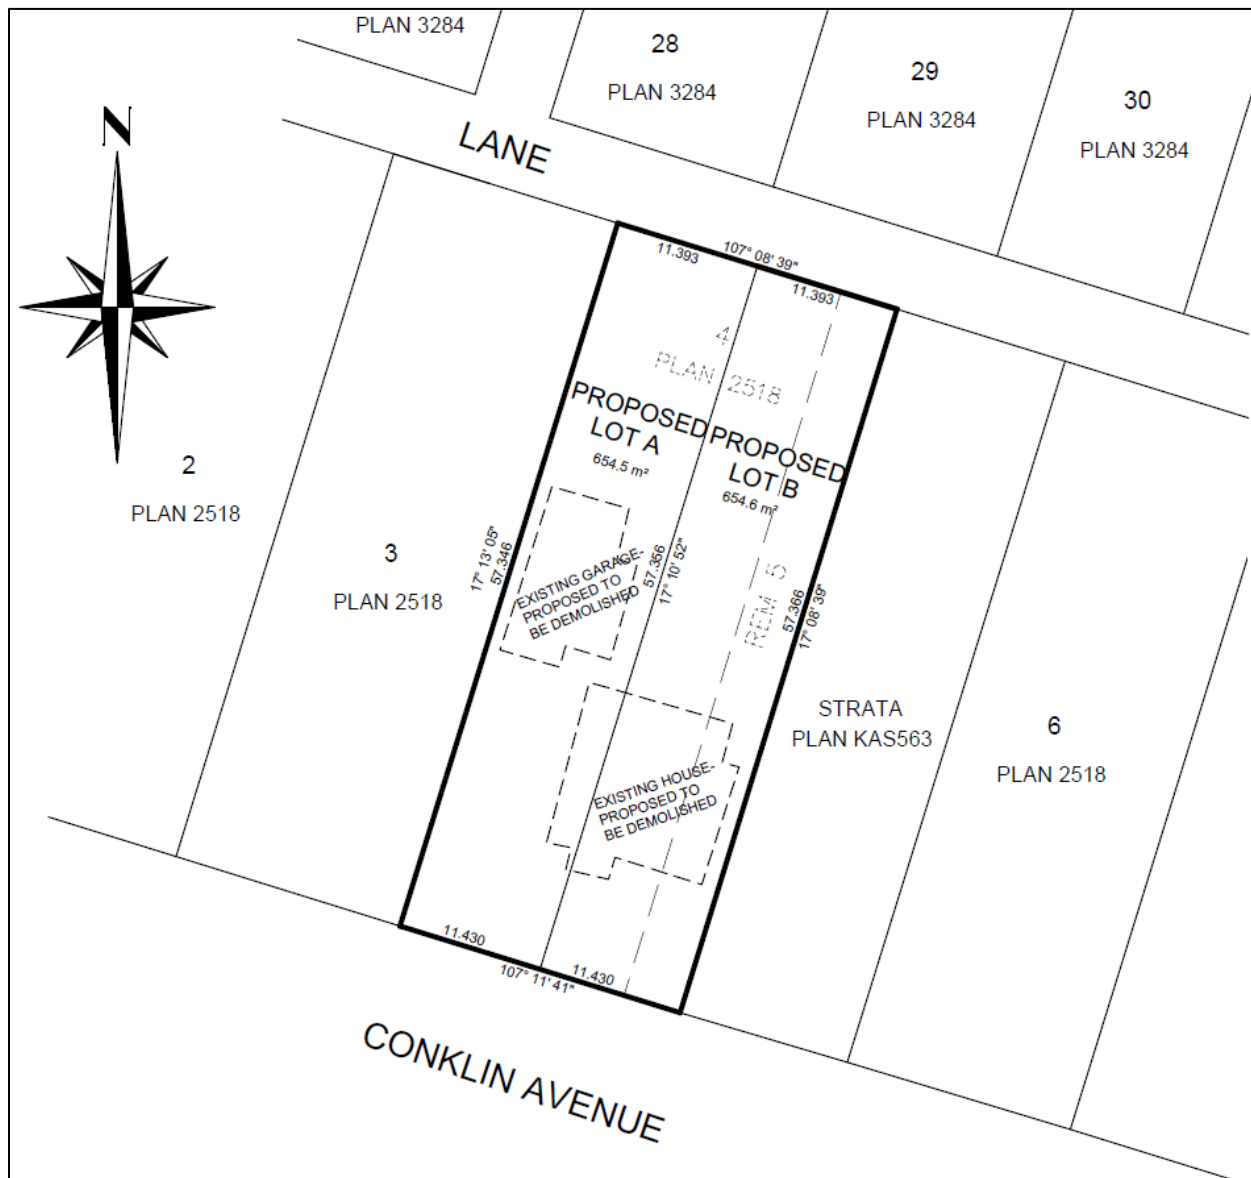 PLAN 3284
28
PLAN 3284
29
PLAN 3284
30
PLAN 3284
N
LANE
11.393
107° 08' 39"
11.393
4
PLAN 2518
PROPOSED
LOT A
654.5 m²
PROPOSED
LOT B
654.6 m²
2
PLAN 2518
3
PLAN 2518
17° 13' 05"
57.346
EXISTING GARAGE-
PROPOSED TO
BE DEMOLISHED
57.356
17° 10' 52"
REM 5
57.366
17° 08' 39"
STRATA
PLAN KAS563
6
PLAN 2518
EXISTING HOUSE-
PROPOSED TO
BE DEMOLISHED
11.430
107° 11' 41"
11.430
CONKLIN AVENUE